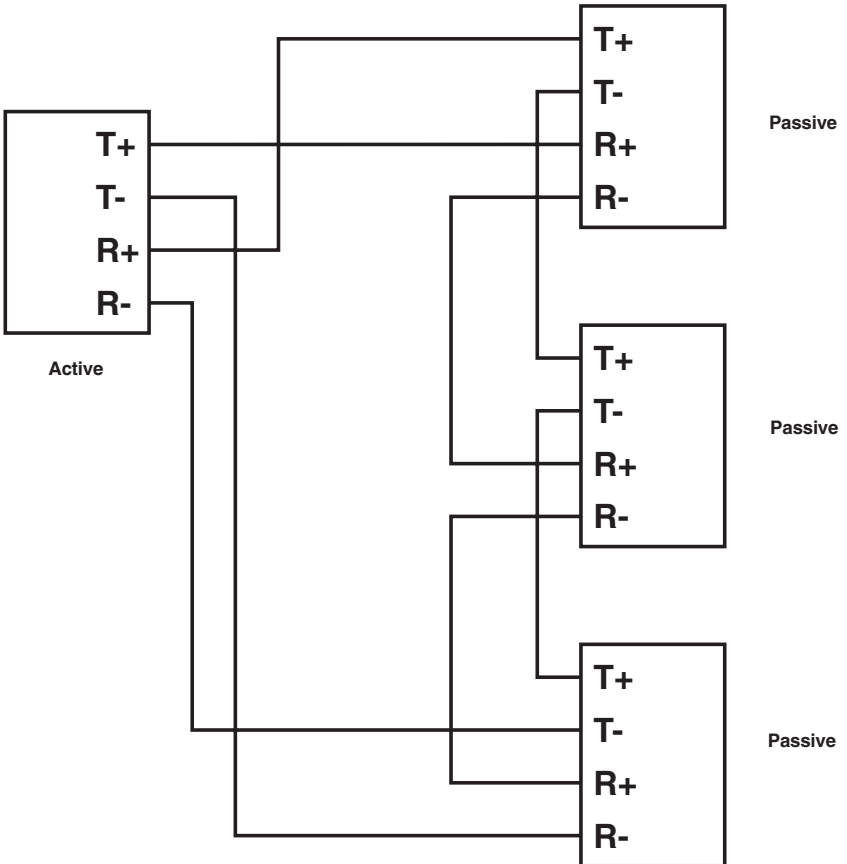 T+
T-
R+
R-
Active
T+
T-
R+
R-
Passive
T+
T-
R+
R-
Passive
T+
T-
R+
R-
Passive